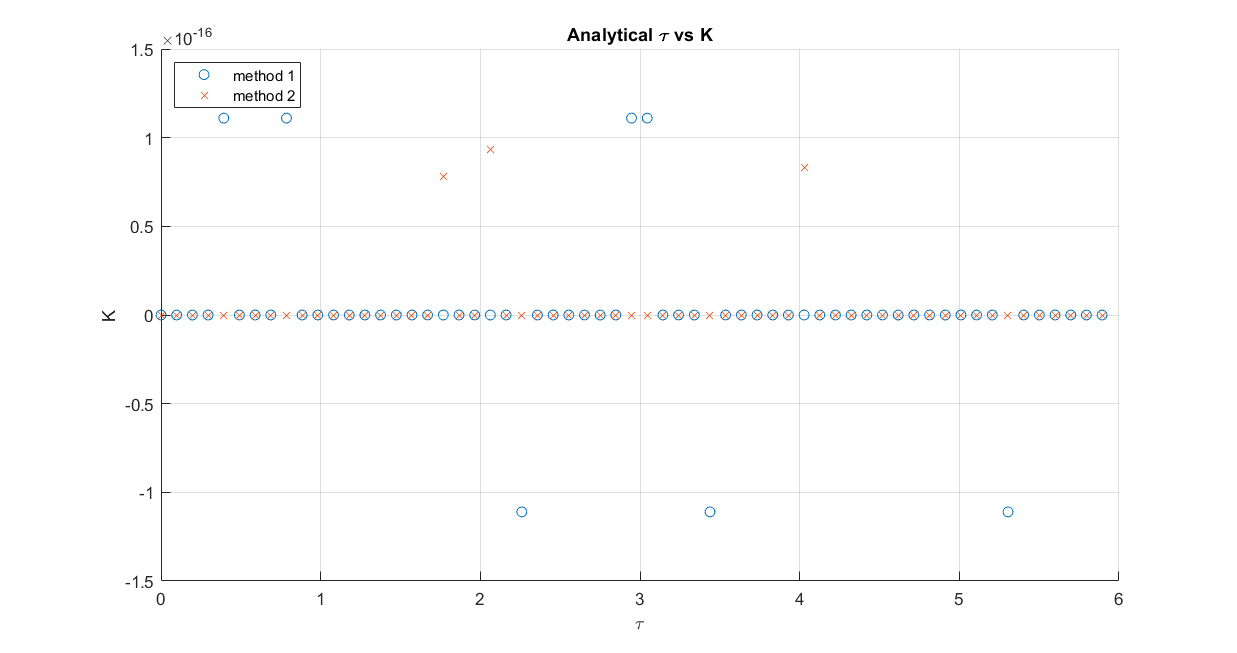 Analytical τ vs K
×10⁻¹⁶
1.5
method 1
method 2
1
0.5
K
0
-0.5
-1
-1.5
0 1 2 3 4 5 6
τ